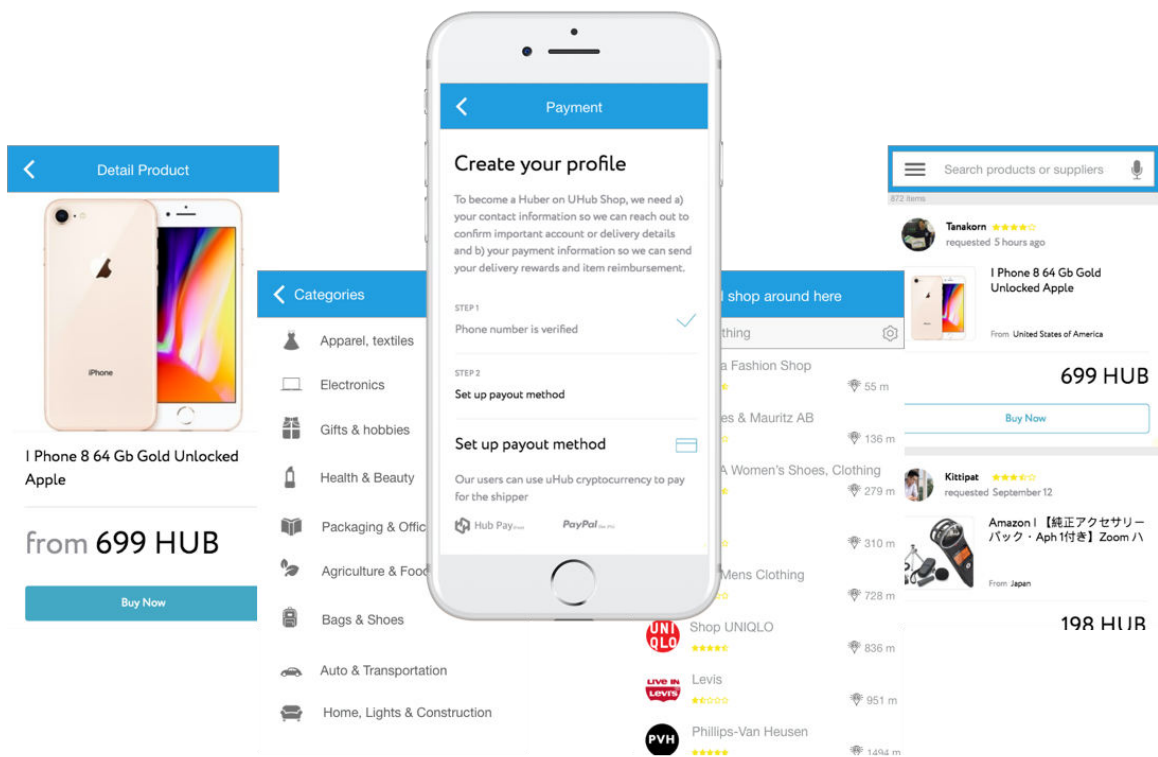 Detail Product
iPhone
I Phone 8 64 Gb Gold Unlocked
Apple
from 699 HUB
Buy Now
Categories
Apparel, textiles
Electronics
Gifts & hobbies
Health & Beauty
Packaging & Offic
Agriculture & Food
Bags & Shoes
Auto & Transportation
Home, Lights & Construction
Payment
Create your profile
To become a Huber on UHub Shop, we need a)
your contact information so we can reach out to
confirm important account or delivery details
and b) your payment information so we can send
your delivery rewards and item reimbursement.
STEP 1
Phone number is verified
STEP 2
Set up payout method
Set up payout method
Our users can use uHub cryptocurrency to pay
for the shipper
Hub Pay
PayPal
shop around here
thing
a Fashion Shop
55 m
es & Mauritz AB
136 m
A Women's Shoes, Clothing
279 m
310 m
Mens Clothing
728 m
UNI
QLO
Shop UNIQLO
836 m
LIVE IN
LEVI'S
Levis
951 m
PVH
Phillips-Van Heusen
1494 m
Search products or suppliers
872 items
Tanakorn
requested 5 hours ago
I Phone 8 64 Gb Gold
Unlocked Apple
From United States of America
699 HUB
Buy Now
Kittipat
requested September 12
Amazon | 【純正アクセサリー
パック・Aph 1付き】Zoom ハ
From Japan
198 HUB